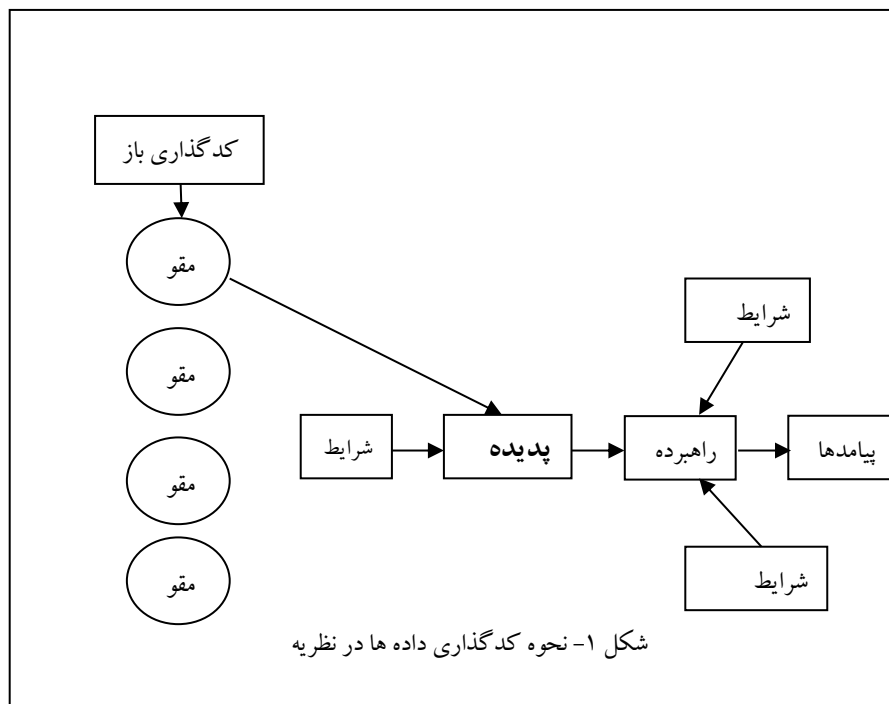 کدگذاری باز
مقو
مقو
مقو
مقو
شرایط
پدیده
راهبرده
پیامدها
شرایط
شرایط
شکل ۱- نحوه کدگذاری داده ها در نظریه